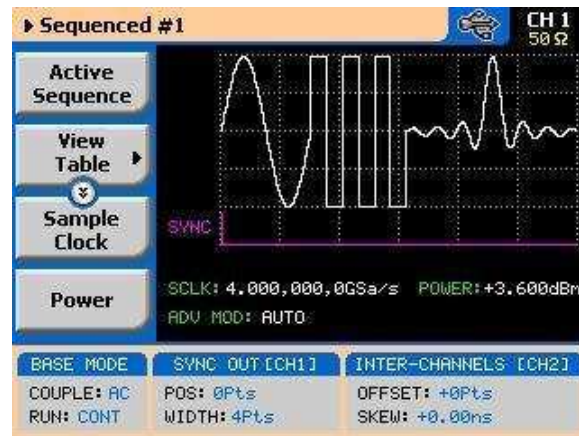 Sequenced #1
CH 1
50 Ω
Active
Sequence
View
Table
Sample
Clock
Power
SYNC
SCLK: 4.000,000,0GSa/s POWER:+3.600dBm
ADV MOD: AUTO
BASE MODE
COUPLE: AC
RUN: CONT
SYNC OUT[CH1]
POS: 0Pts
WIDTH: 4Pts
INTER-CHANNELS [CH2]
OFFSET: +0Pts
SKEW: +0.00ns